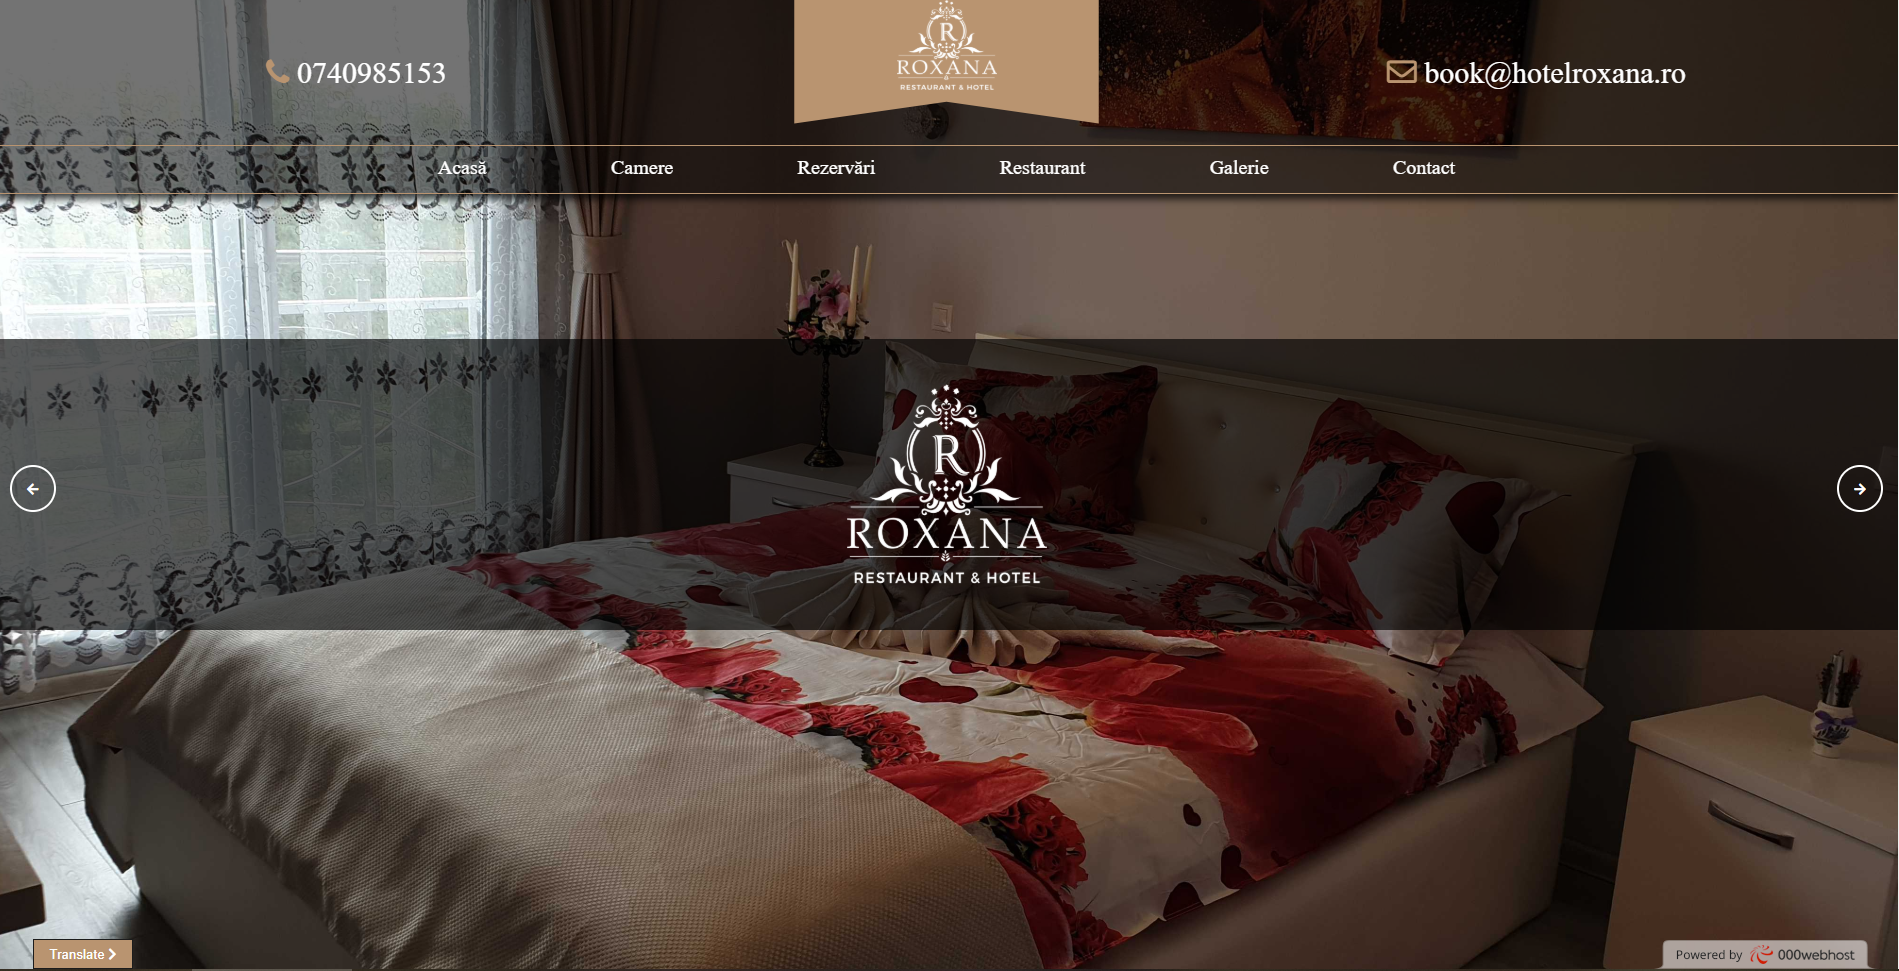 R
ROXANA
RESTAURANT & HOTEL
0740985153
book@hotelroxana.ro
Acasă
Camere
Rezervări
Restaurant
Galerie
Contact
R
ROXANA
RESTAURANT & HOTEL
Translate
Powered by 000webhost